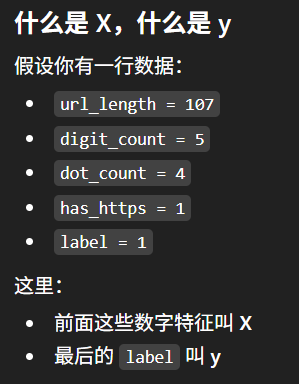 什么是 X，什么是 y
假设你有一行数据：
• url_length = 107
• digit_count = 5
• dot_count = 4
• has_https = 1
• label = 1
这里：
• 前面这些数字特征叫 X
• 最后的 label 叫 y